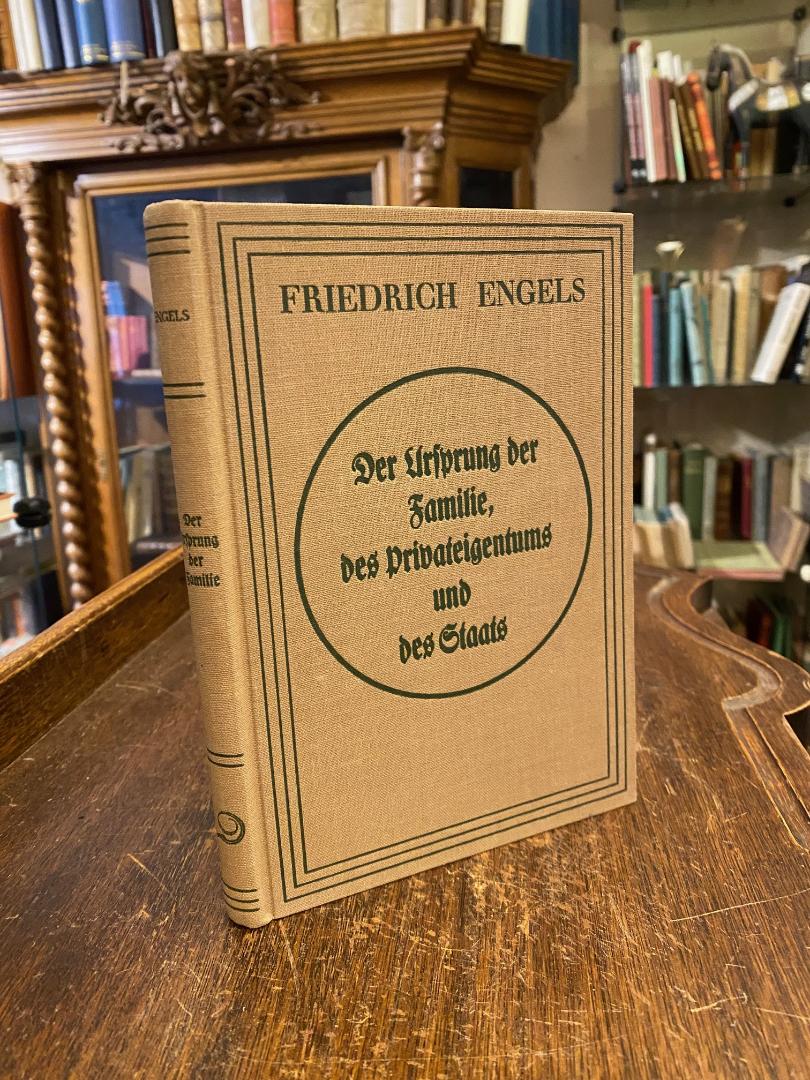 FRIEDRICH ENGELS
Der Ursprung der
Familie,
des Privateigentums
und
des Staats
ENGELS
Der
Ursprung
der
Familie